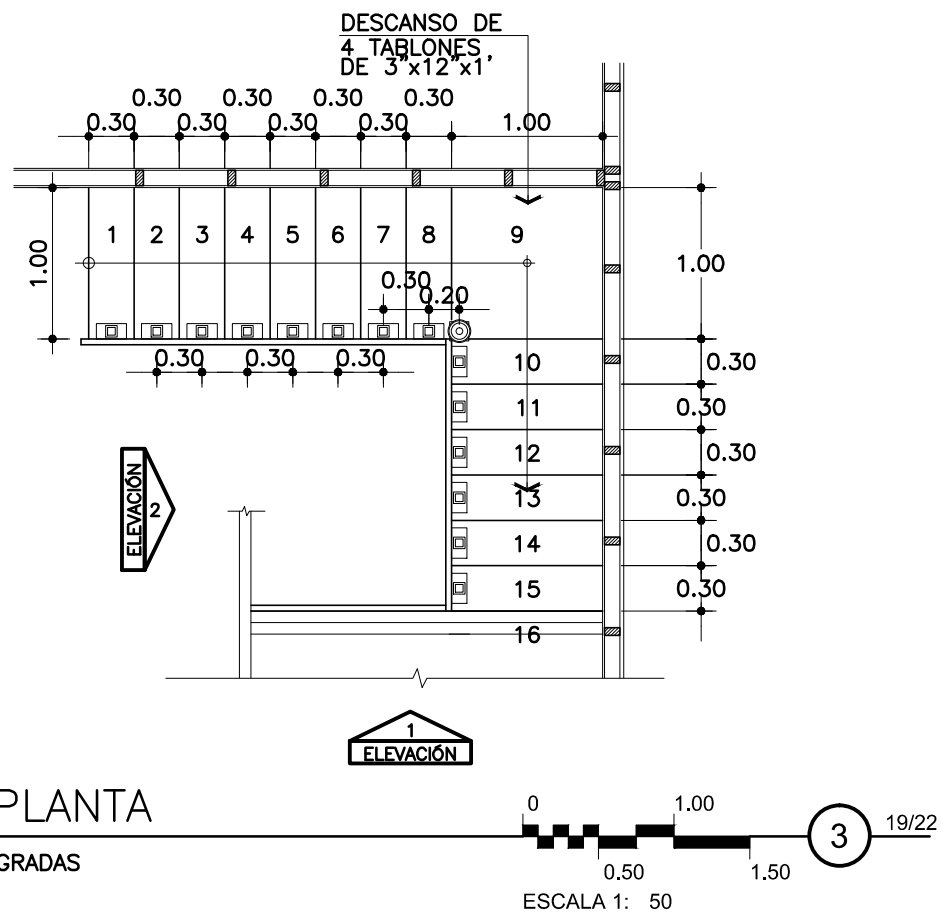 DESCANSO DE
4 TABLONES,
DE 3"x12"x1'
0.30 0.30 0.30 0.30
0.30 0.30 0.30 0.30 1.00
1 2 3 4 5 6 7 8 9
1.00
1.00
0.30
0.20
0.30 0.30 0.30
10 0.30
11 0.30
12 0.30
13 0.30
14 0.30
15 0.30
16
ELEVACIÓN
2
1
ELEVACIÓN
PLANTA
GRADAS
0 1.00
0.50 1.50
ESCALA 1: 50
3
19/22